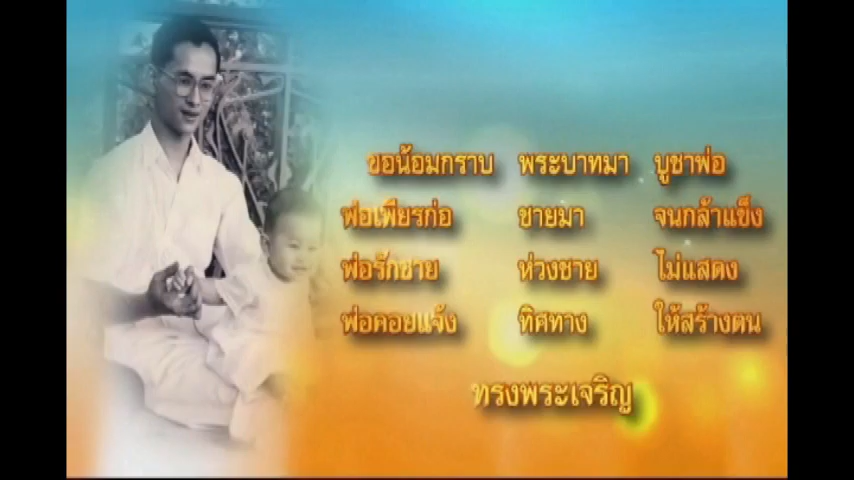 ขอน้อมกราบ พระบาทมา บูชาพ่อ
พ่อเพียรก่อ ชายมา จนกล้าแข็ง
พ่อรักชาย ห่วงชาย ไม่แสดง
พ่อคอยแจ้ง ทิศทาง ให้สร้างตน
ทรงพระเจริญ